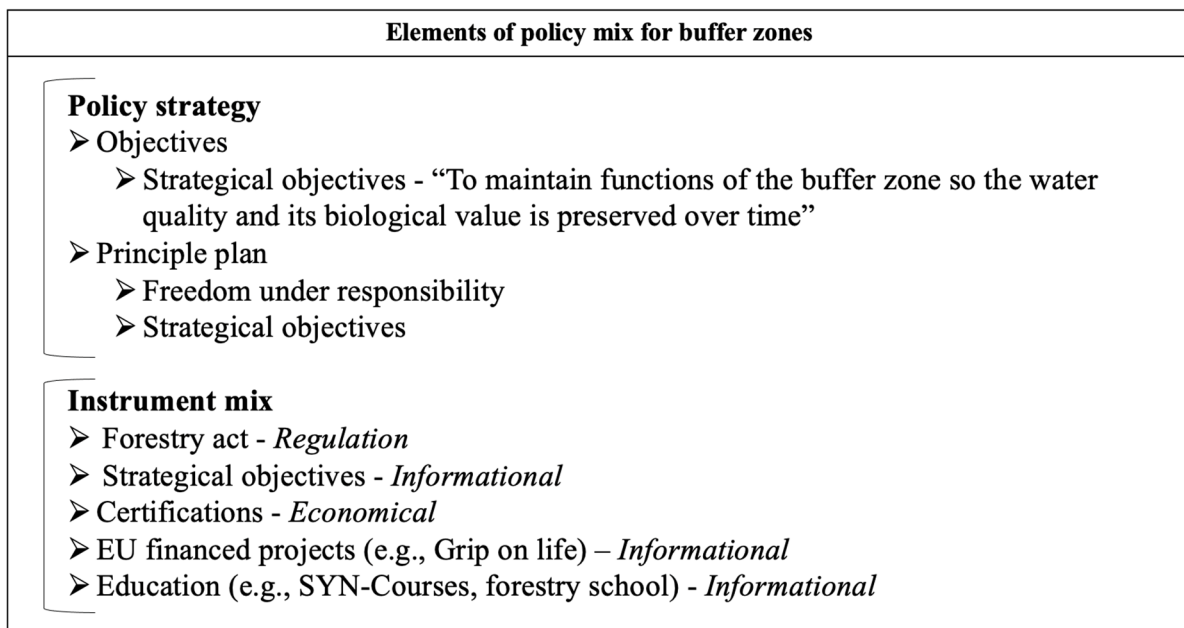 Elements of policy mix for buffer zones
Policy strategy
➢ Objectives
➢ Strategical objectives - “To maintain functions of the buffer zone so the water
quality and its biological value is preserved over time”
➢ Principle plan
➢ Freedom under responsibility
➢ Strategical objectives
Instrument mix
➢ Forestry act - Regulation
➢ Strategical objectives - Informational
➢ Certifications - Economical
➢ EU financed projects (e.g., Grip on life) – Informational
➢ Education (e.g., SYN-Courses, forestry school) - Informational